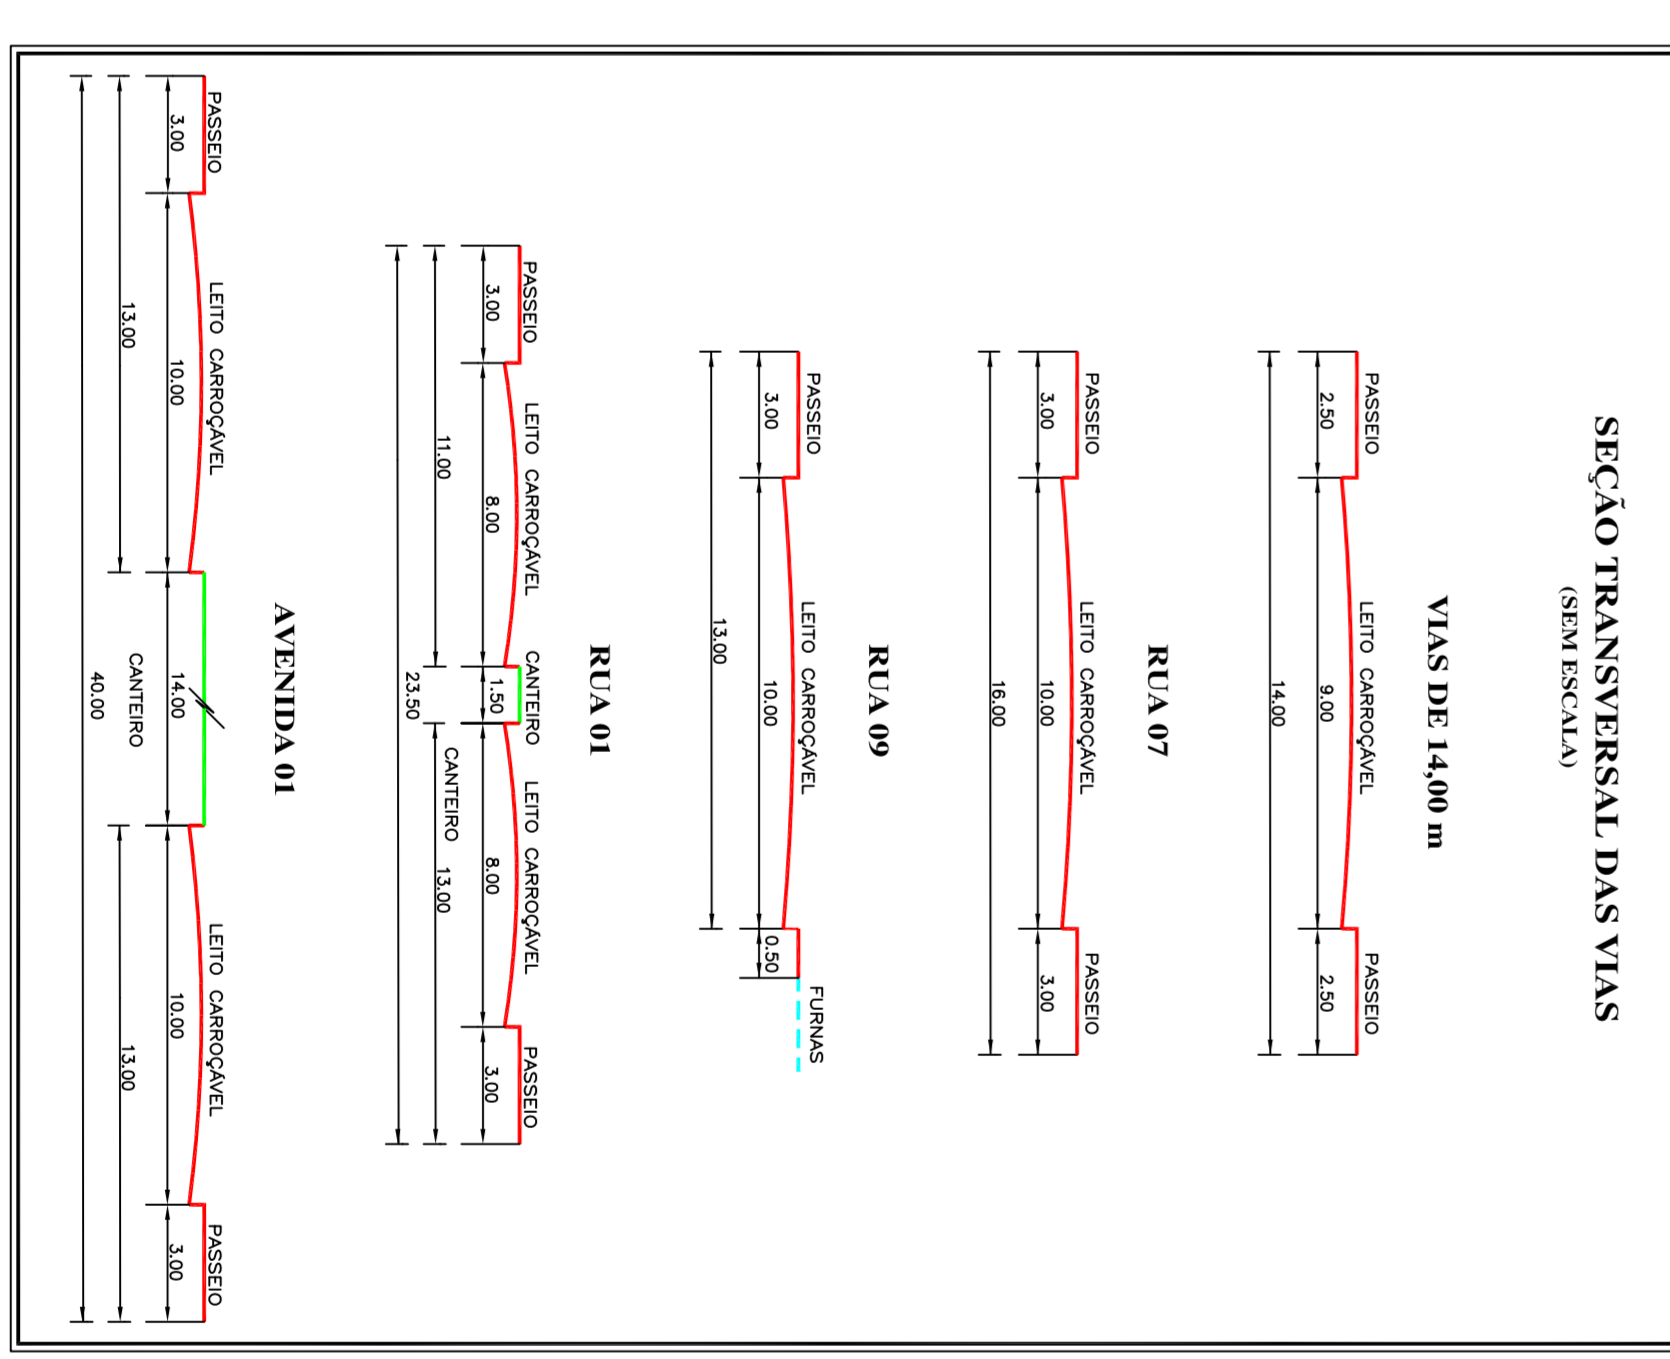 SEÇÃO TRANSVERSAL DAS VIAS
(SEM ESCALA)
VIAS DE 14,00 m
PASSEIO LEITO CARROÇÁVEL PASSEIO
2.50 9.00 2.50
14.00
RUA 07
PASSEIO LEITO CARROÇÁVEL PASSEIO
3.00 10.00 3.00
16.00
RUA 09
PASSEIO LEITO CARROÇÁVEL FURNAS
3.00 10.00 0.50
13.00
RUA 01
PASSEIO LEITO CARROÇÁVEL CANTEIRO LEITO CARROÇÁVEL PASSEIO
3.00 8.00 1.50 8.00 3.00
11.00 CANTEIRO 13.00
23.50
AVENIDA 01
PASSEIO LEITO CARROÇÁVEL LEITO CARROÇÁVEL PASSEIO
3.00 10.00 14.00 10.00 3.00
13.00 CANTEIRO 13.00
40.00